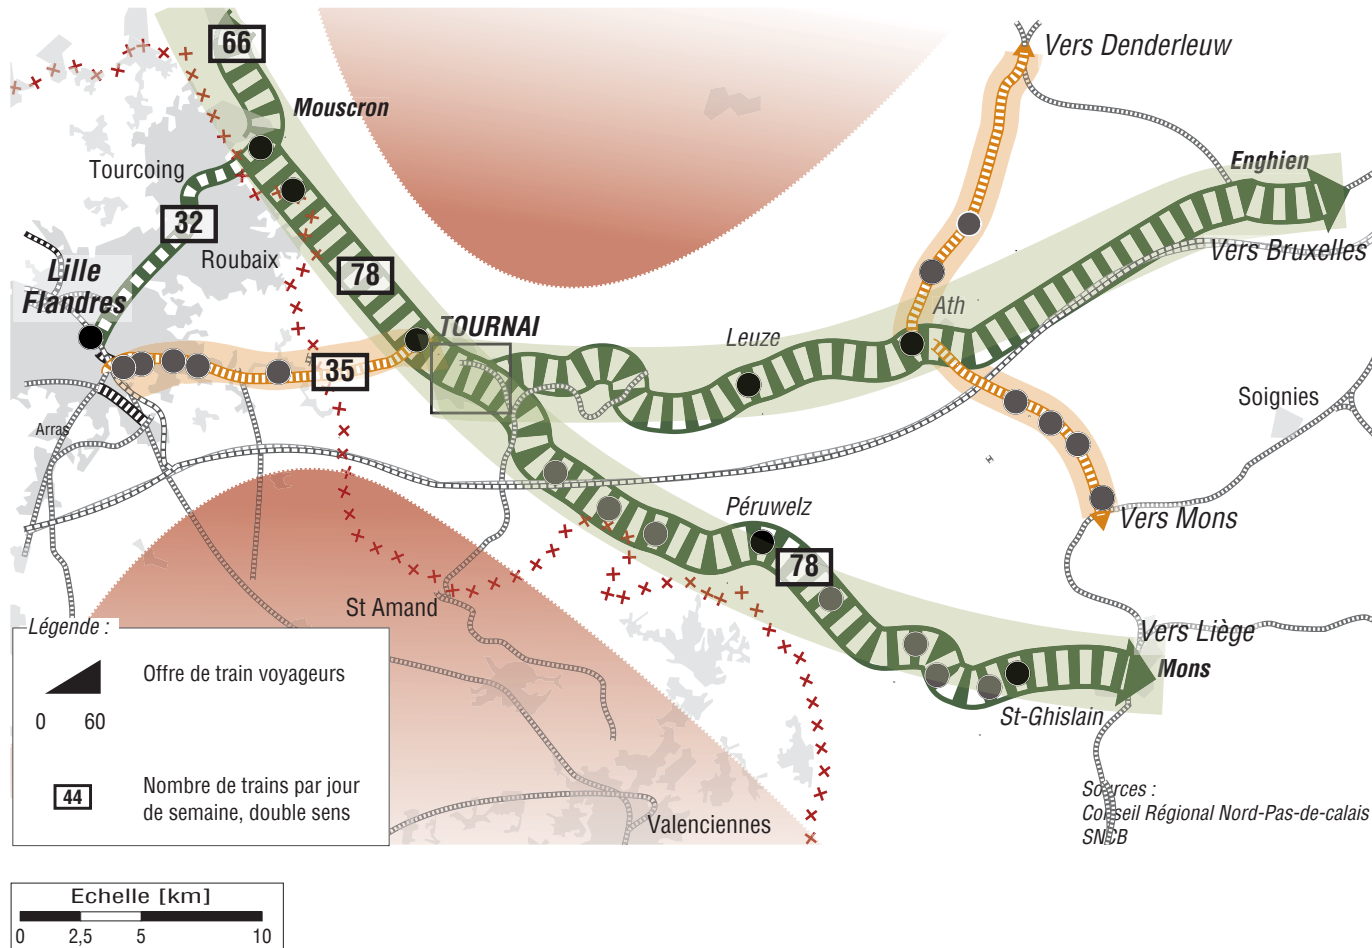 66
Vers Denderleuw
Mouscron
Tourcoing
Enghien
32
Roubaix
Vers Bruxelles
Lille
Flandres
78
TOURNAI
Ath
Leuze
35
Soignies
Arras
Péruwelz
Vers Mons
78
St Amand
Vers Liège
Mons
St-Ghislain
Valenciennes
Légende :
Offre de train voyageurs
0 60
44
Nombre de trains par jour
de semaine, double sens
Sources :
Conseil Régional Nord-Pas-de-calais
SNCB
Echelle [km]
0 2,5 5 10